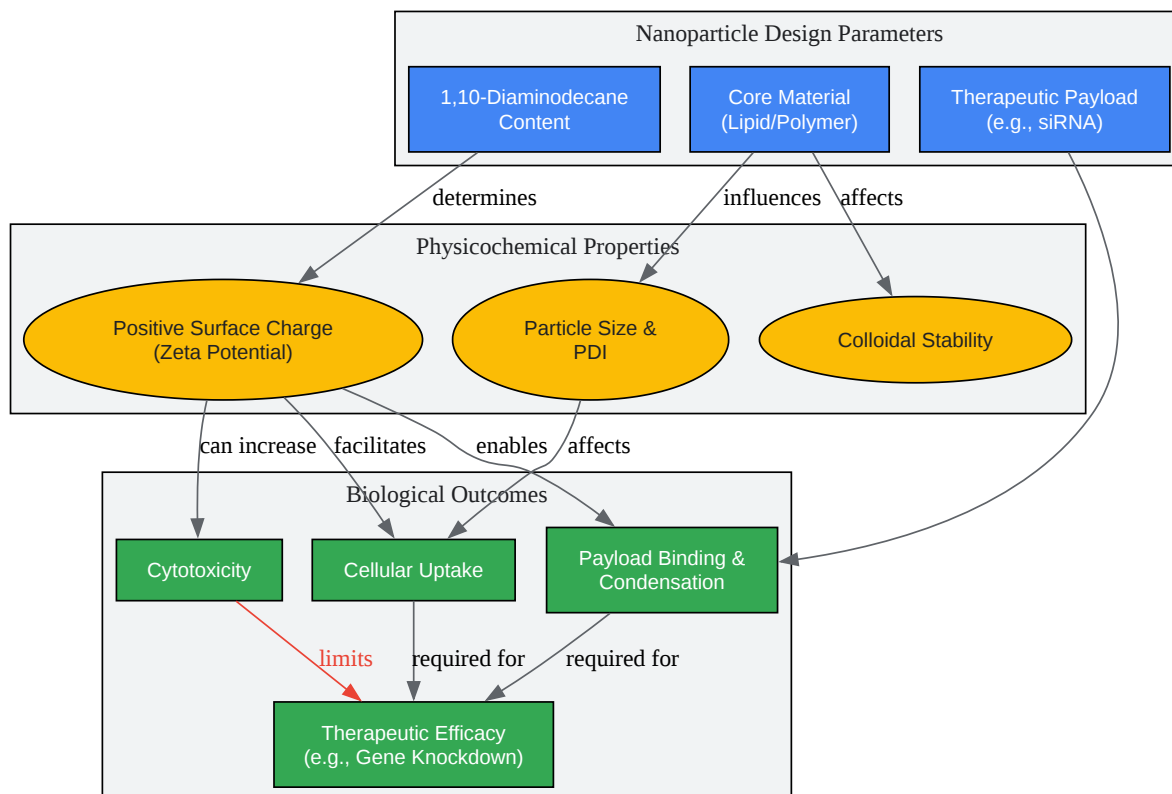 Nanoparticle Design Parameters
1,10-Diaminodecane
Content
Core Material
(Lipid/Polymer)
Therapeutic Payload
(e.g., siRNA)
determines
influences
affects
Physicochemical Properties
Positive Surface Charge
(Zeta Potential)
Particle Size &
PDI
Colloidal Stability
can increase
facilitates
enables
affects
Biological Outcomes
Cytotoxicity
Cellular Uptake
Payload Binding &
Condensation
limits
required for
required for
Therapeutic Efficacy
(e.g., Gene Knockdown)